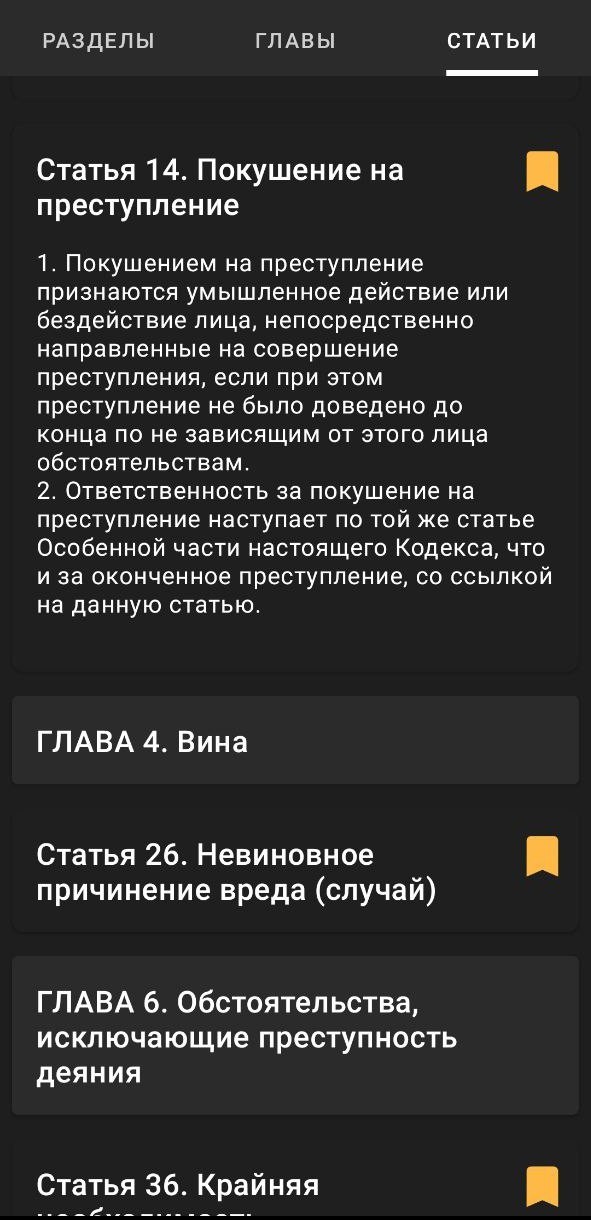 РАЗДЕЛЫ ГЛАВЫ СТАТЬИ
Статья 14. Покушение на
преступление
1. Покушением на преступление
признаются умышленное действие или
бездействие лица, непосредственно
направленные на совершение
преступления, если при этом
преступление не было доведено до
конца по не зависящим от этого лица
обстоятельствам.
2. Ответственность за покушение на
преступление наступает по той же статье
Особенной части настоящего Кодекса, что
и за оконченное преступление, со ссылкой
на данную статью.
ГЛАВА 4. Вина
Статья 26. Невиновное
причинение вреда (случай)
ГЛАВА 6. Обстоятельства,
исключающие преступность
деяния
Статья 36. Крайняя